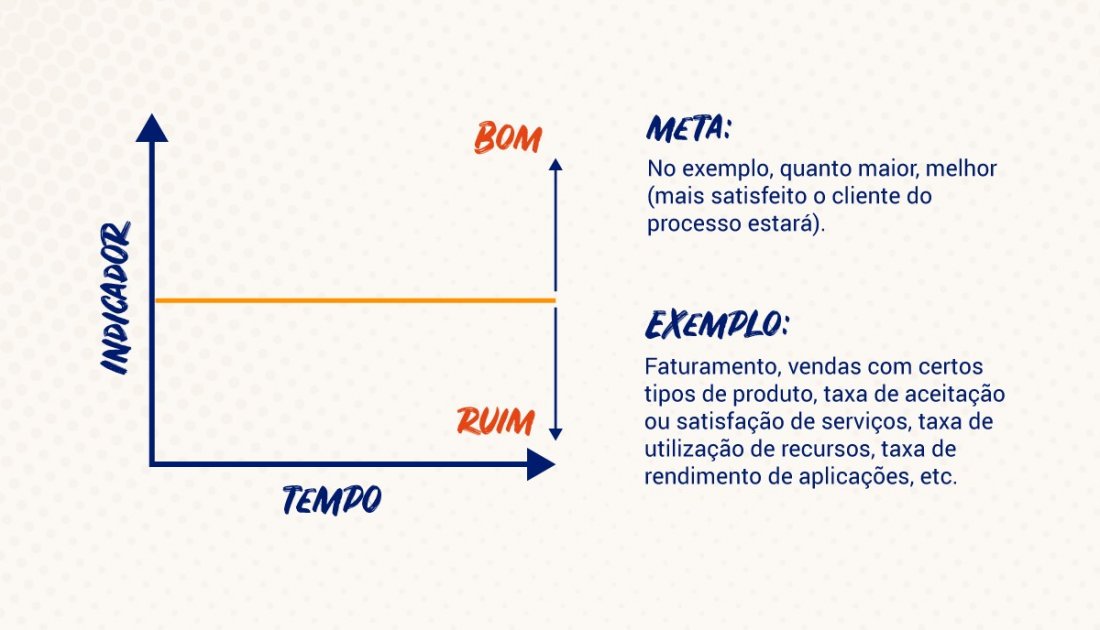 INDICADOR
BOM
RUIM
TEMPO
META:
No exemplo, quanto maior, melhor
(mais satisfeito o cliente do
processo estará).
EXEMPLO:
Faturamento, vendas com certos
tipos de produto, taxa de aceitação
ou satisfação de serviços, taxa de
utilização de recursos, taxa de
rendimento de aplicações, etc.